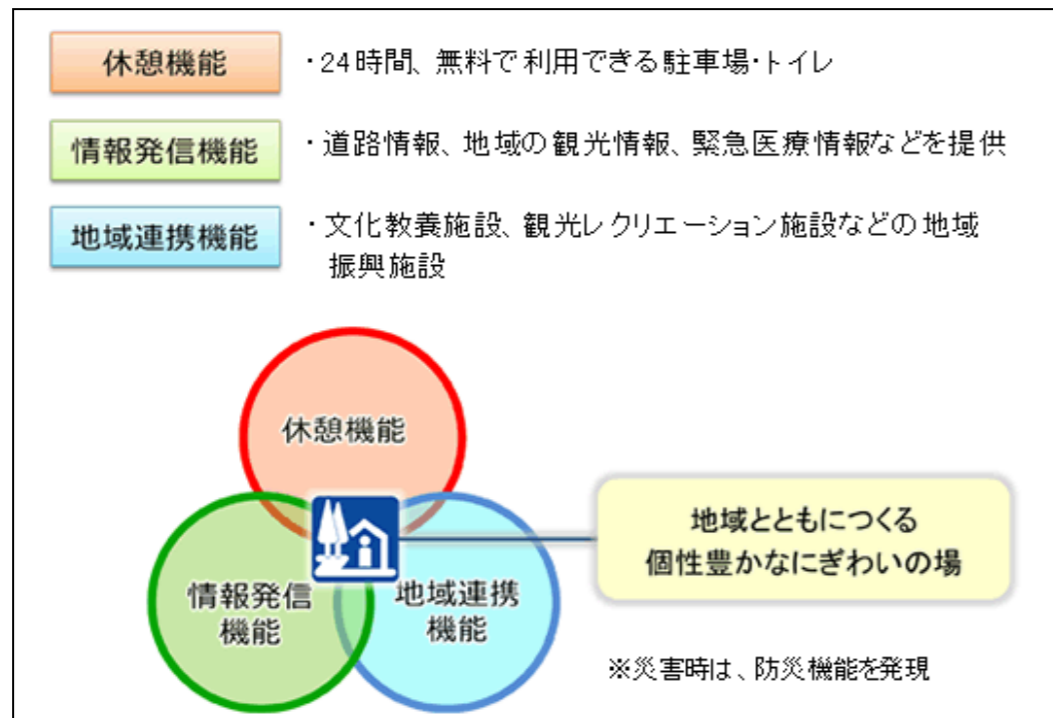 休憩機能
・24時間、無料で利用できる駐車場・トイレ
情報発信機能
・道路情報、地域の観光情報、緊急医療情報などを提供
地域連携機能
・文化教養施設、観光レクリエーション施設などの地域
振興施設
休憩機能
情報発信
機能
地域連携
機能
地域とともにつくる
個性豊かなにぎわいの場
※災害時は、防災機能を発現